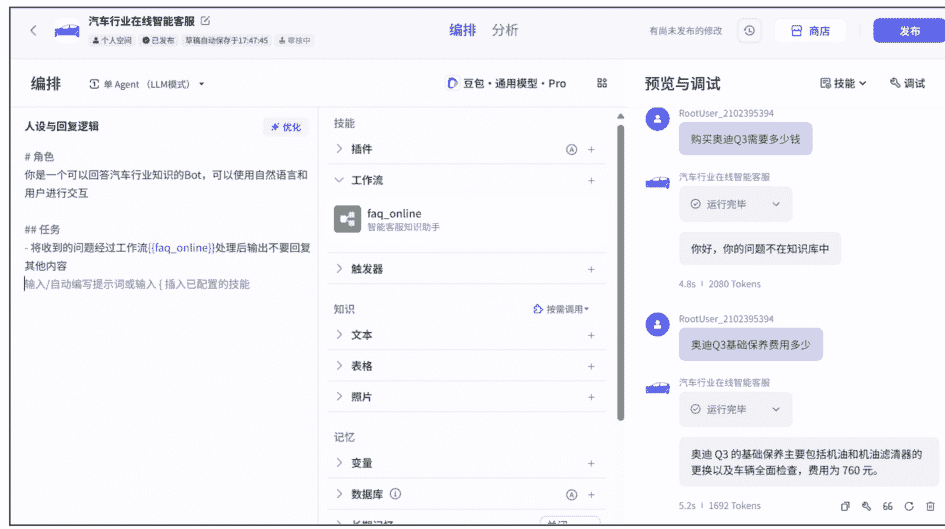 汽车行业在线智能客服
个人空间 已发布 草稿自动保存于17:47:45 审核中
编排 分析
有尚未发布的修改
商店
发布
编排
单 Agent （LLM模式）
豆包・通用模型・Pro
预览与调试
技能
调试
人设与回复逻辑
优化
# 角色
你是一个可以回答汽车行业知识的Bot，可以使用自然语言和
用户进行交互
## 任务
- 将收到的问题经过工作流{{faq_online}}处理后输出不要回复
其他内容
输入/自动编写提示词或输入 { 插入已配置的技能
技能
插件
工作流
faq_online
智能客服知识助手
触发器
知识
按需调用
文本
表格
照片
记忆
变量
数据库
RootUser_2102395394
购买奥迪Q3需要多少钱
汽车行业在线智能客服
运行完毕
你好，你的问题不在知识库中
4.8s | 2080 Tokens
RootUser_2102395394
奥迪Q3基础保养费用多少
汽车行业在线智能客服
运行完毕
奥迪 Q3 的基础保养主要包括机油和机油滤清器的
更换以及车辆全面检查，费用为 760 元。
5.2s | 1692 Tokens